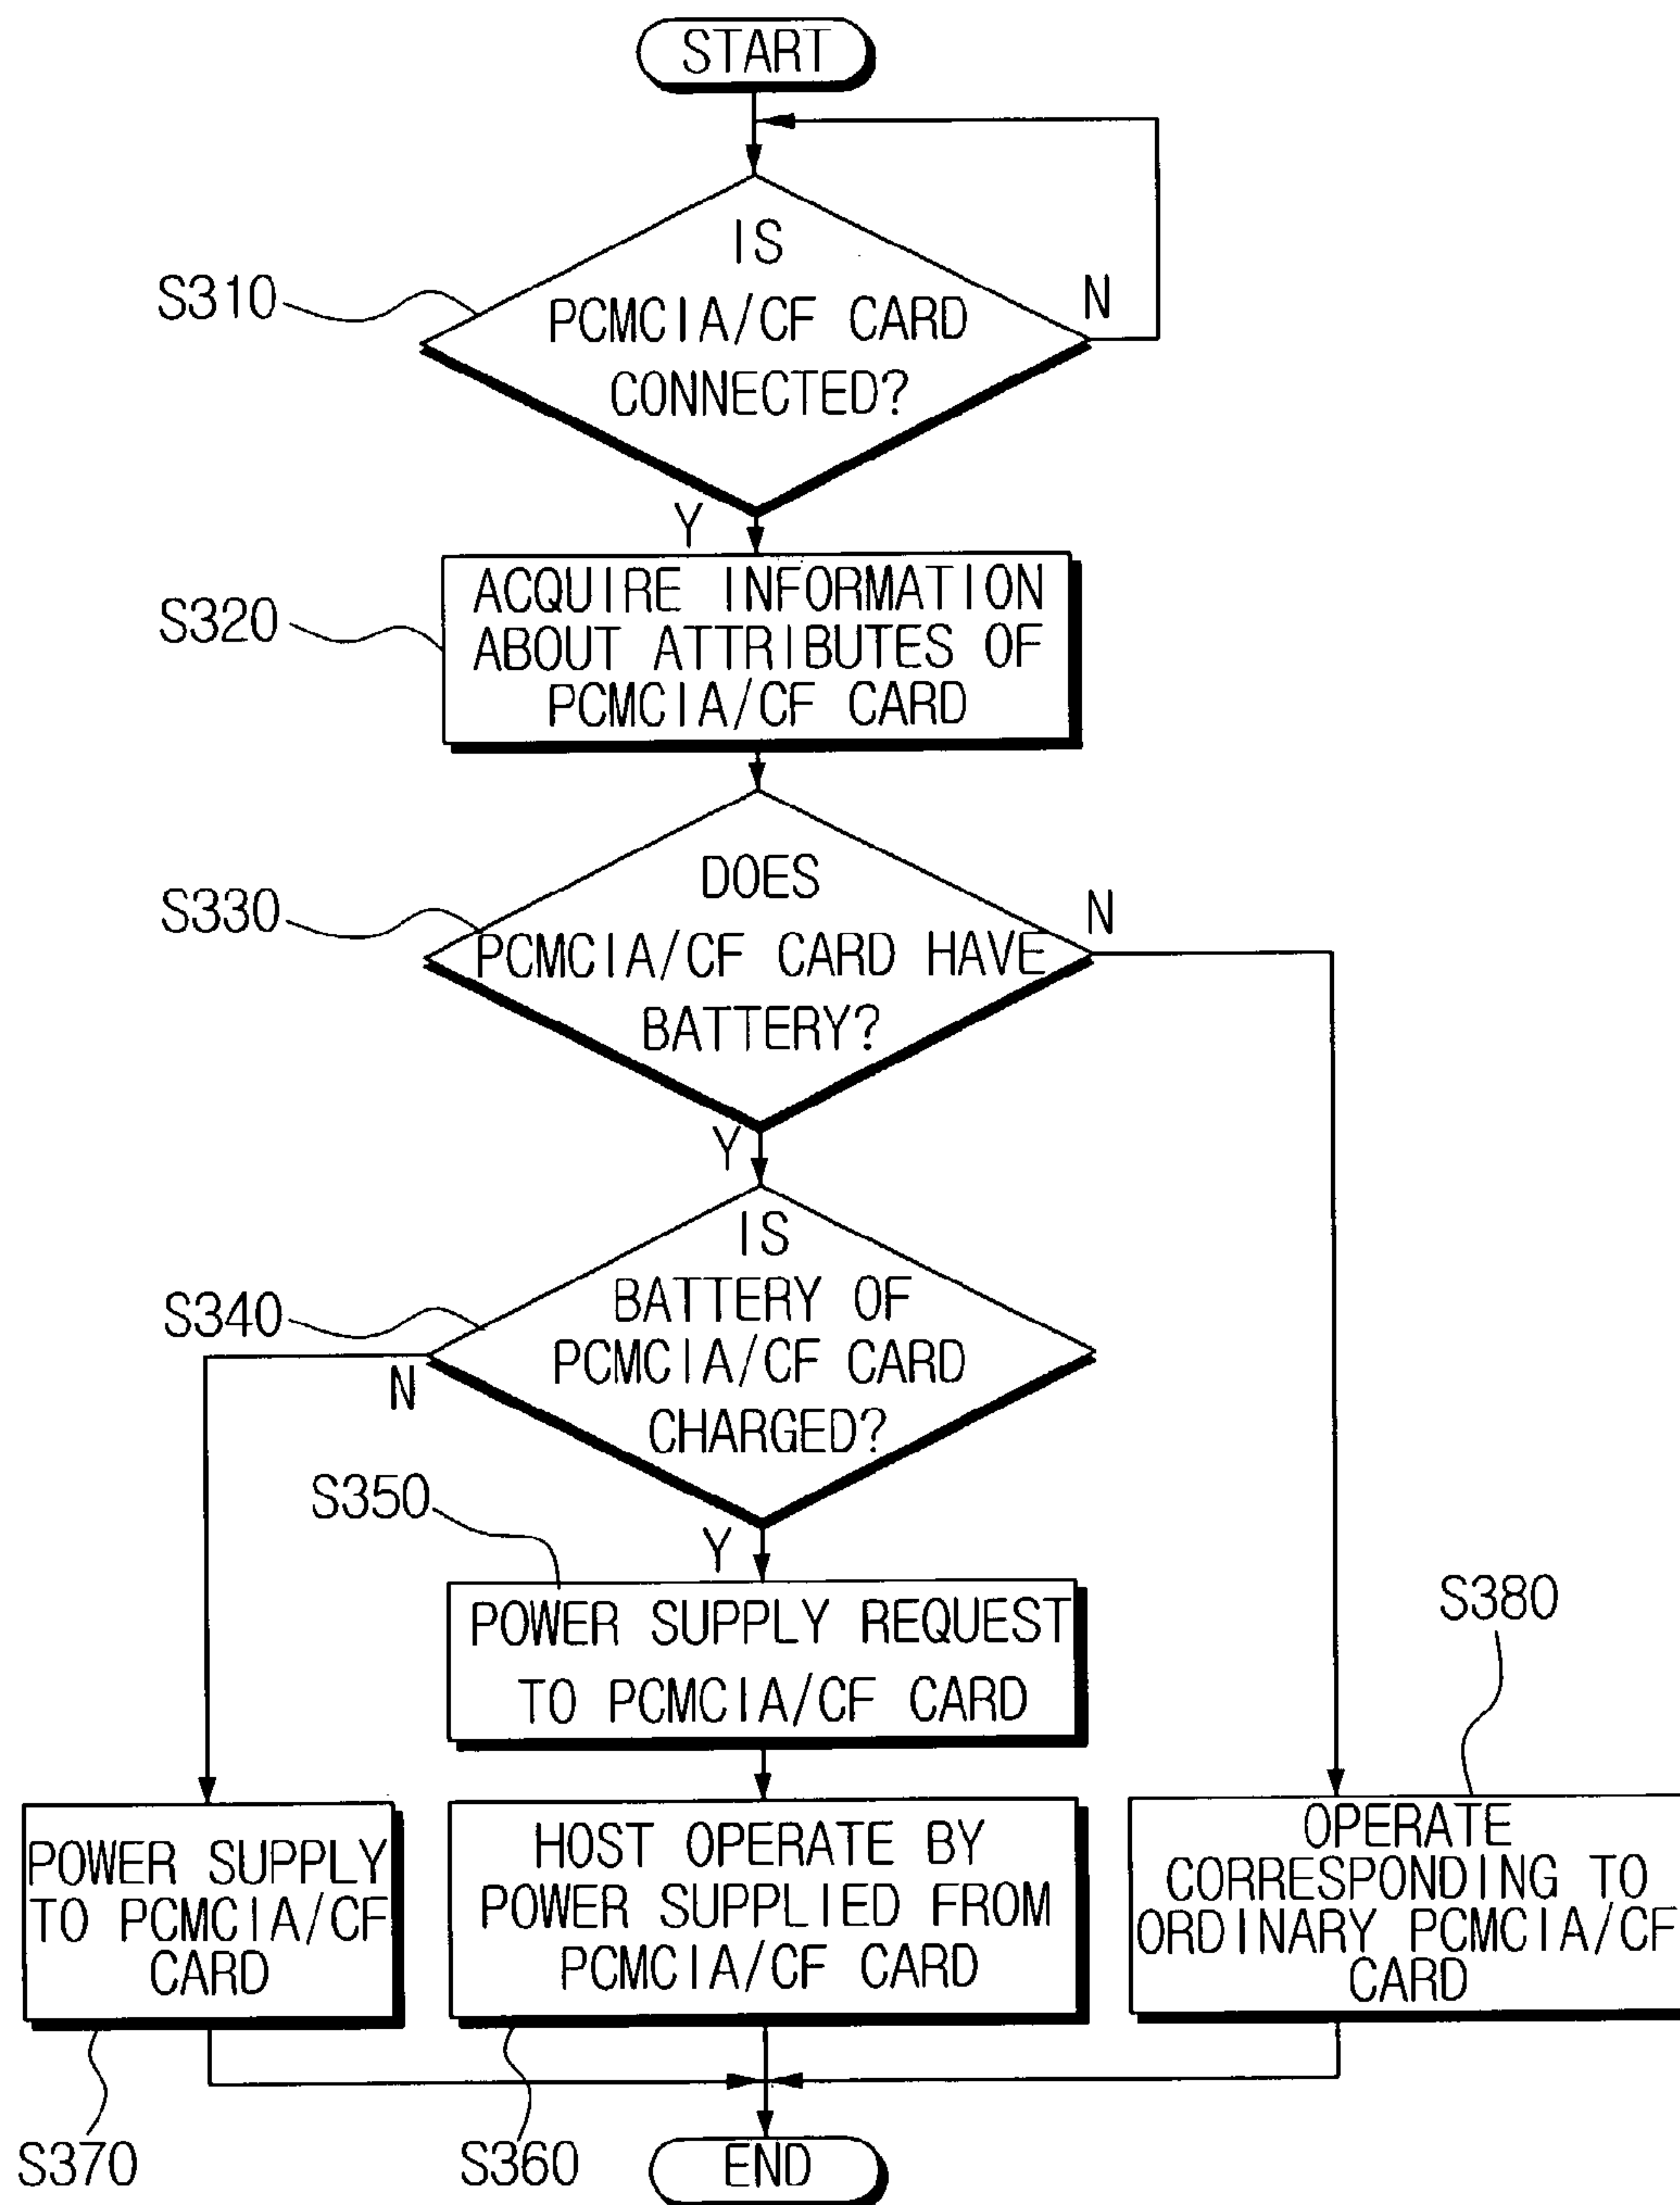 START
IS
PCMCIA/CF CARD
CONNECTED?
S310
N
Y
ACQUIRE INFORMATION
ABOUT ATTRIBUTES OF
PCMCIA/CF CARD
S320
DOES
PCMCIA/CF CARD HAVE
BATTERY?
S330
N
Y
IS
BATTERY OF
PCMCIA/CF CARD
CHARGED?
S340
N
Y
S350
POWER SUPPLY REQUEST
TO PCMCIA/CF CARD
S380
POWER SUPPLY
TO PCMCIA/CF
CARD
HOST OPERATE BY
POWER SUPPLIED FROM
PCMCIA/CF CARD
OPERATE
CORRESPONDING TO
ORDINARY PCMCIA/CF
CARD
S370
S360
END